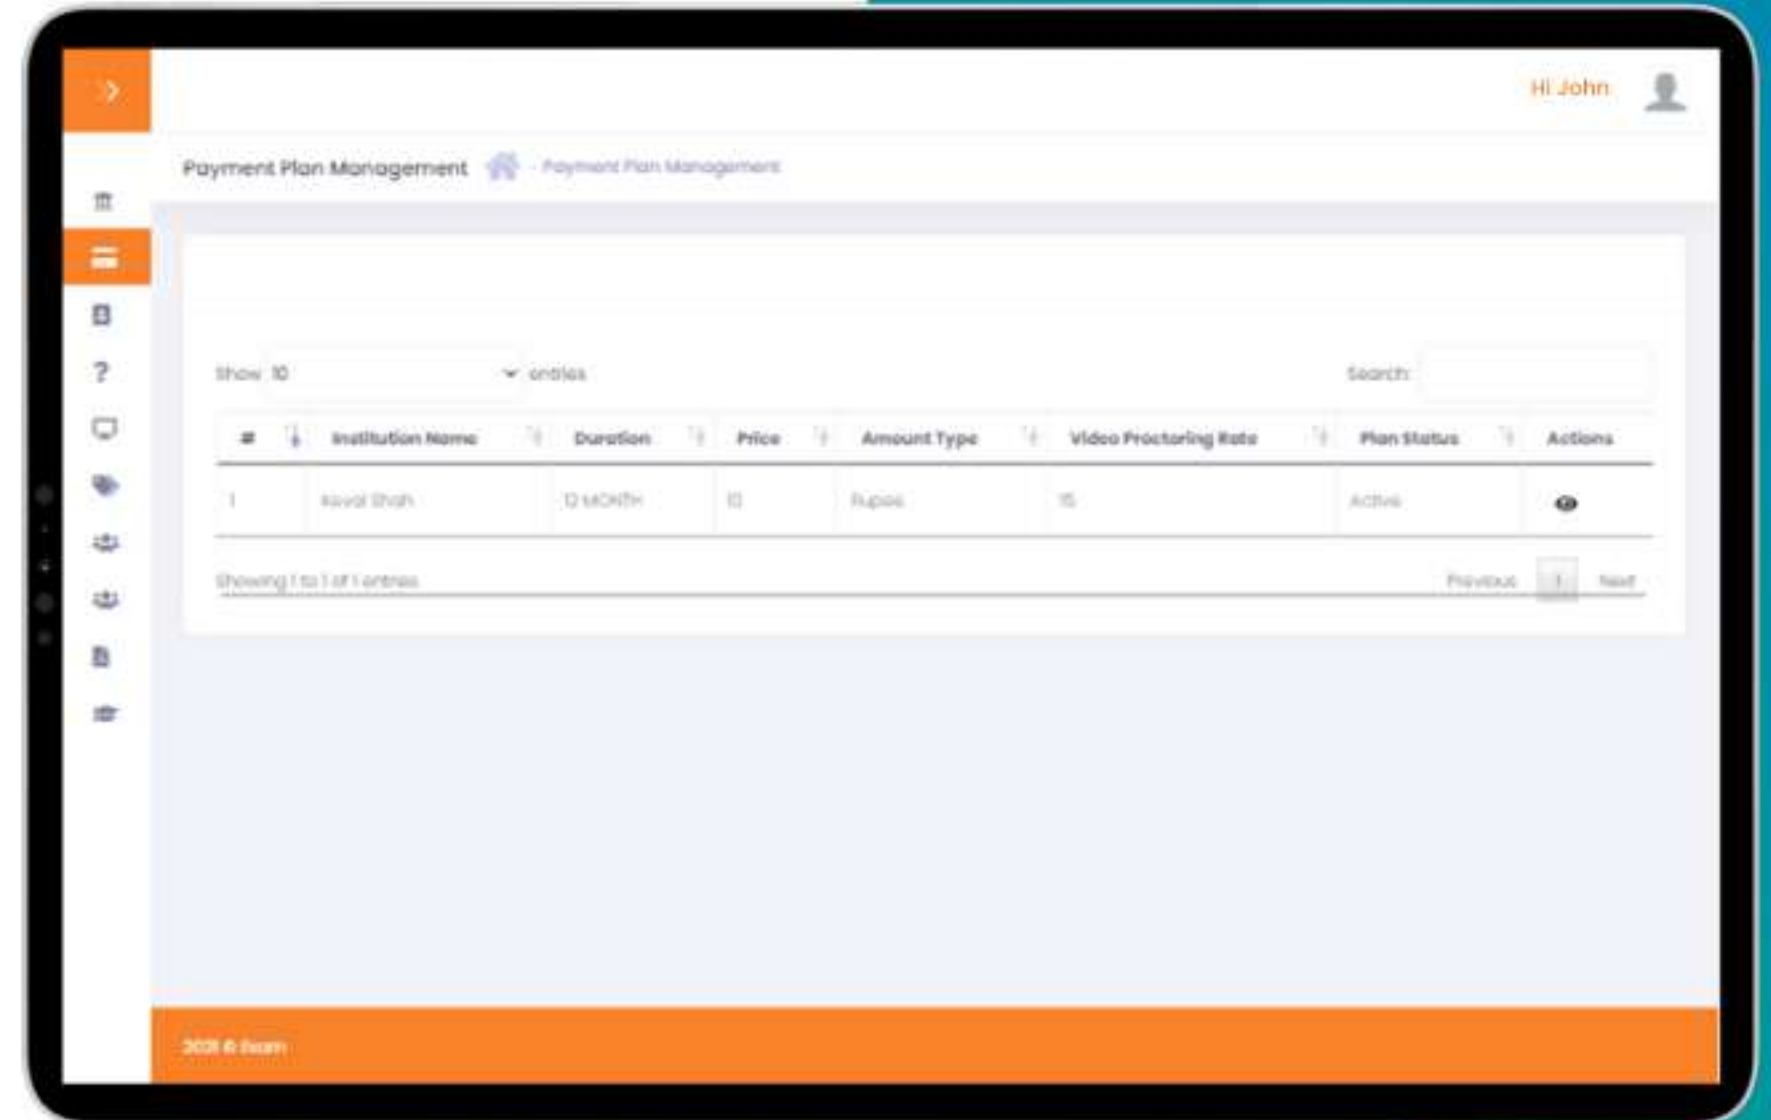 Hi John
Payment Plan Management - Payment Plan Management
Show 10 entries Search:
# Institution Name Duration Price Amount Type Video Proctoring Rate Plan Status Actions
1 Keval Shah 12 MONTH 10 Rupee 15 Active
Showing 1 to 1 of 1 entries Previous 1 Next
2021 ©